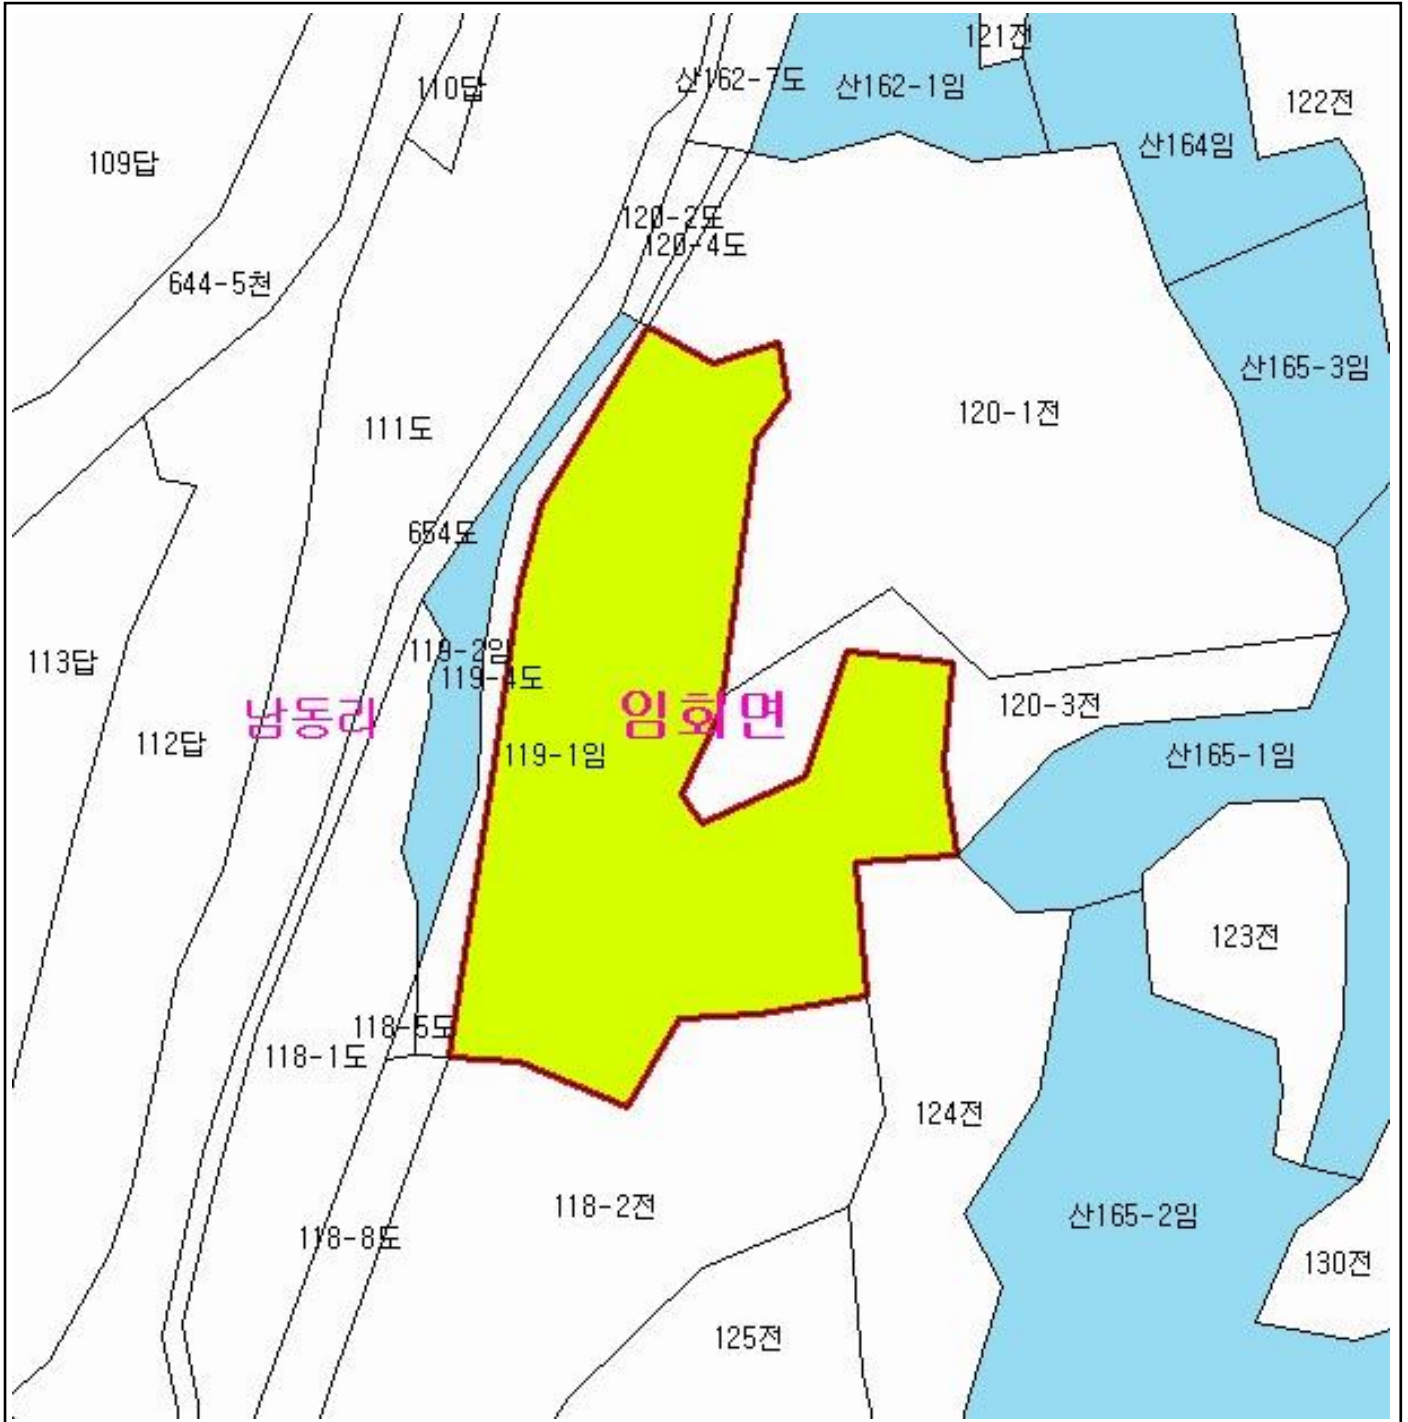 121전
산162-7도
산162-1임
110답
122전
산164임
109답
120-2도
120-4도
644-5천
산165-3임
120-1전
111도
654도
119-2임
113답
119-4도
120-3전
남동리
임회면
112답
119-1임
산165-1임
123전
118-5도
118-1도
124전
118-2전
산165-2임
118-8도
130전
125전